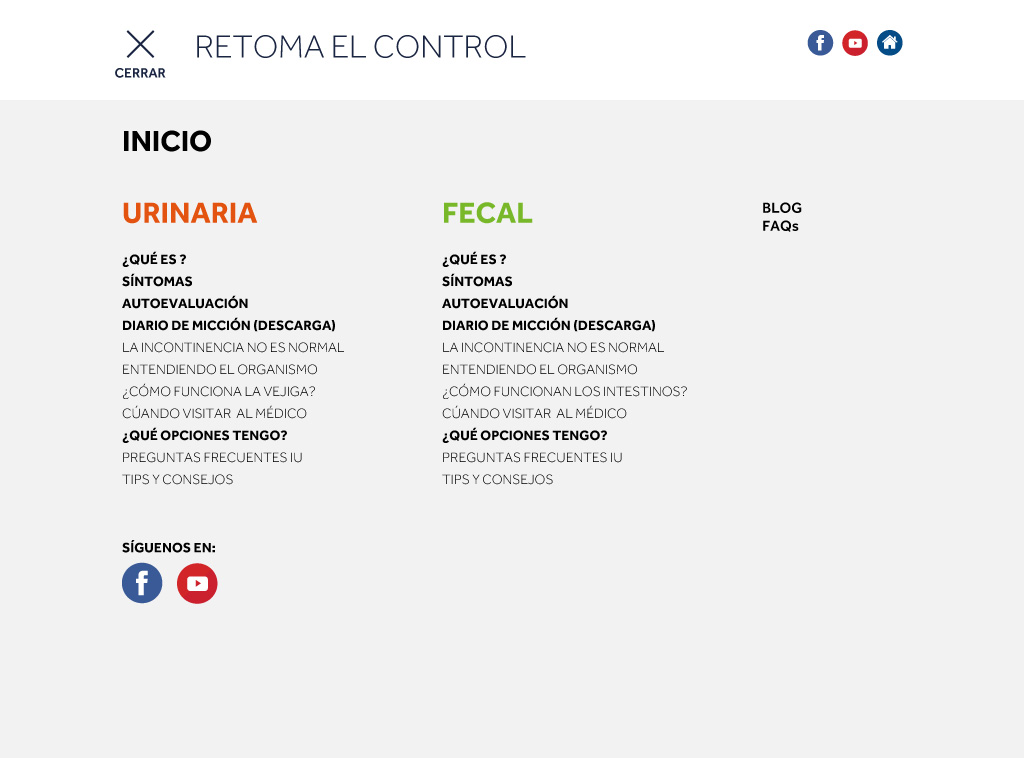 RETOMA EL CONTROL
CERRAR
INICIO
URINARIA
¿QUÉ ES ?
SÍNTOMAS
AUTOEVALUACIÓN
DIARIO DE MICCIÓN (DESCARGA)
LA INCONTINENCIA NO ES NORMAL
ENTENDIENDO EL ORGANISMO
¿CÓMO FUNCIONA LA VEJIGA?
CÚANDO VISITAR  AL MÉDICO
¿QUÉ OPCIONES TENGO?
PREGUNTAS FRECUENTES IU
TIPS Y CONSEJOS
FECAL
¿QUÉ ES ?
SÍNTOMAS
AUTOEVALUACIÓN
DIARIO DE MICCIÓN (DESCARGA)
LA INCONTINENCIA NO ES NORMAL
ENTENDIENDO EL ORGANISMO
¿CÓMO FUNCIONAN LOS INTESTINOS?
CÚANDO VISITAR  AL MÉDICO
¿QUÉ OPCIONES TENGO?
PREGUNTAS FRECUENTES IU
TIPS Y CONSEJOS
BLOG
FAQs
SÍGUENOS EN: